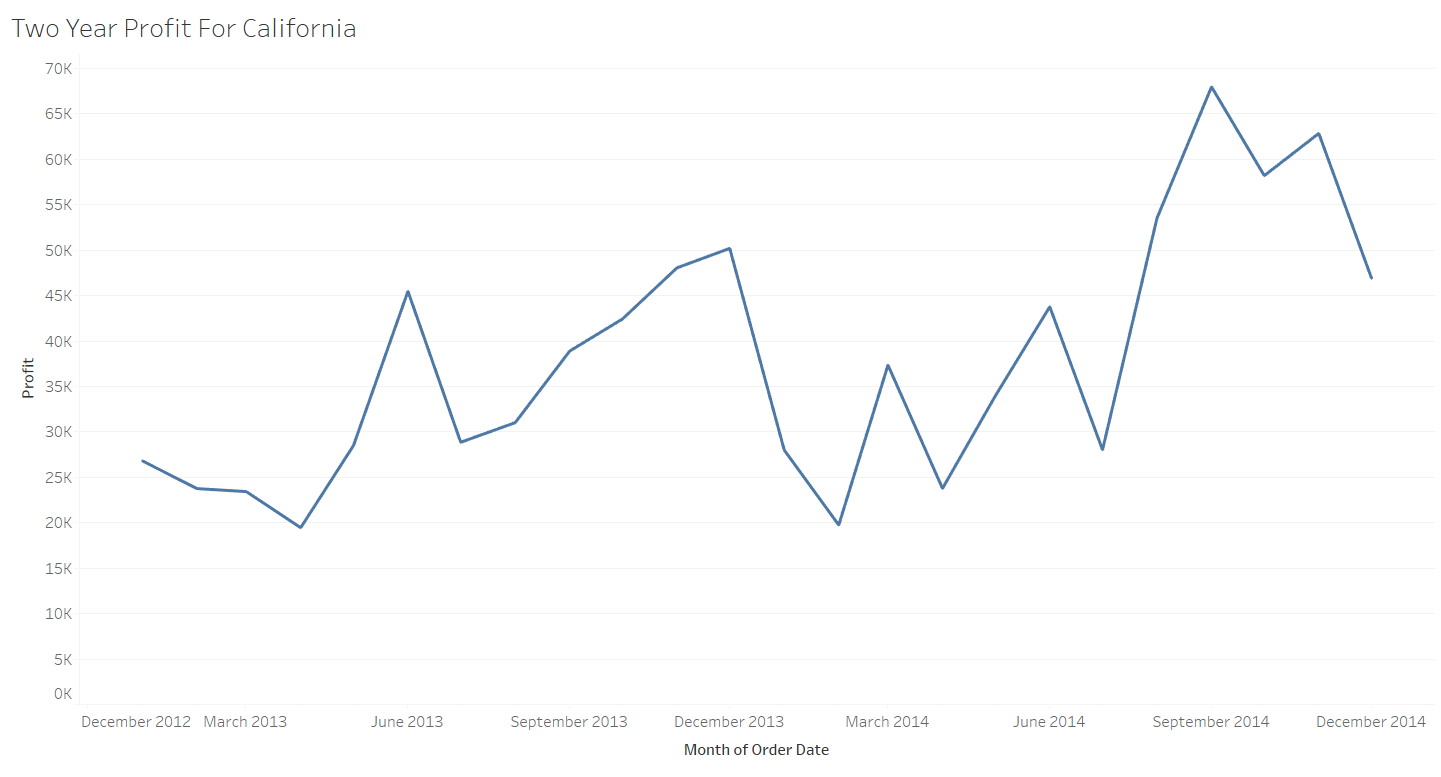 Two Year Profit For California
70K
65K
60K
55K
50K
45K
40K
35K
30K
25K
20K
15K
10K
5K
0K
Profit
December 2012 March 2013 June 2013 September 2013 December 2013 March 2014 June 2014 September 2014 December 2014
Month of Order Date